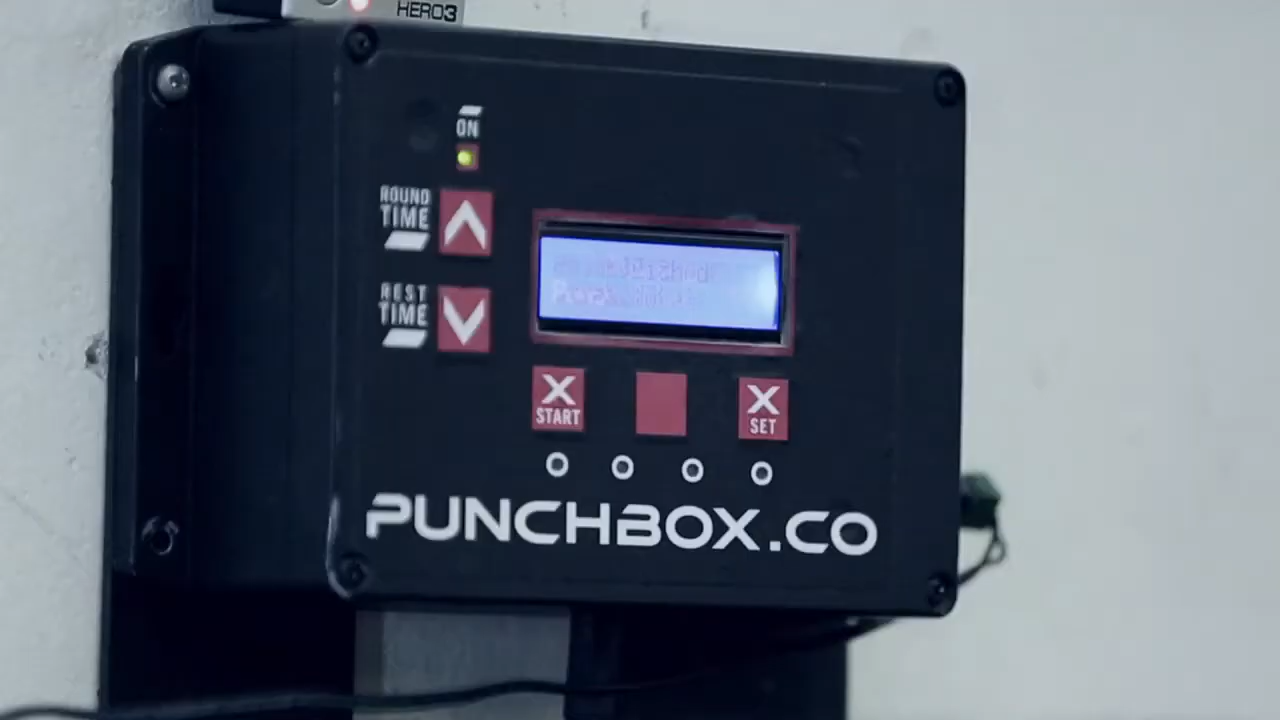 HERO3
ON
ROUND
TIME
REST
TIME
X
START
X
SET
PUNCHBOX.CO